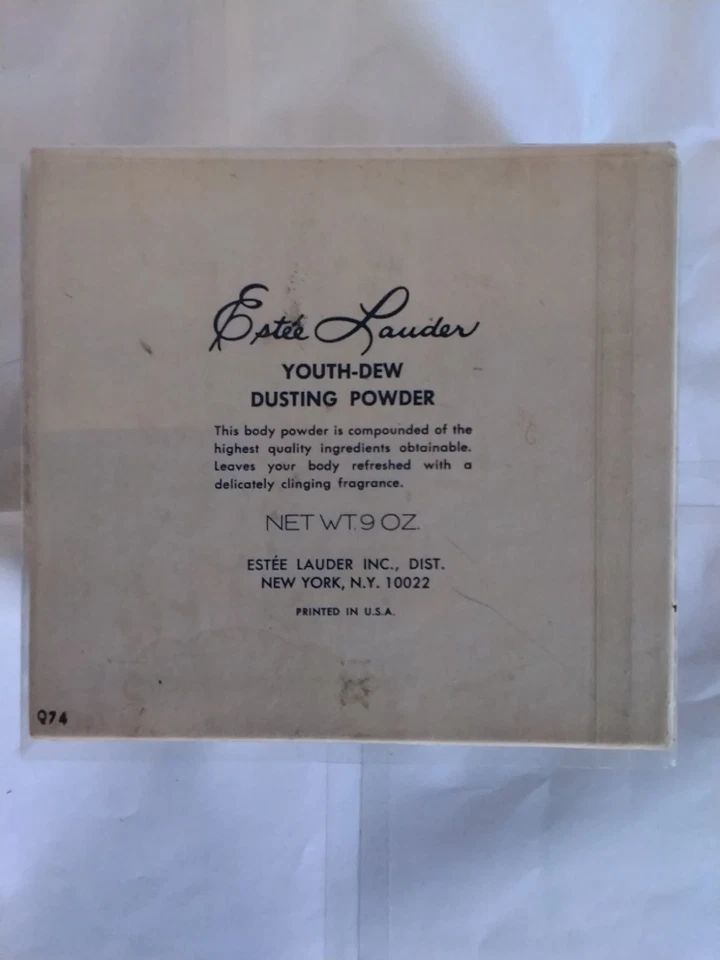 Estée Lauder
YOUTH-DEW
DUSTING POWDER
This body powder is compounded of the
highest quality ingredients obtainable.
Leaves your body refreshed with a
delicately clinging fragrance.
NET WT. 9 OZ.
ESTÉE LAUDER INC., DIST.
NEW YORK, N.Y. 10022
PRINTED IN U.S.A.
Q74